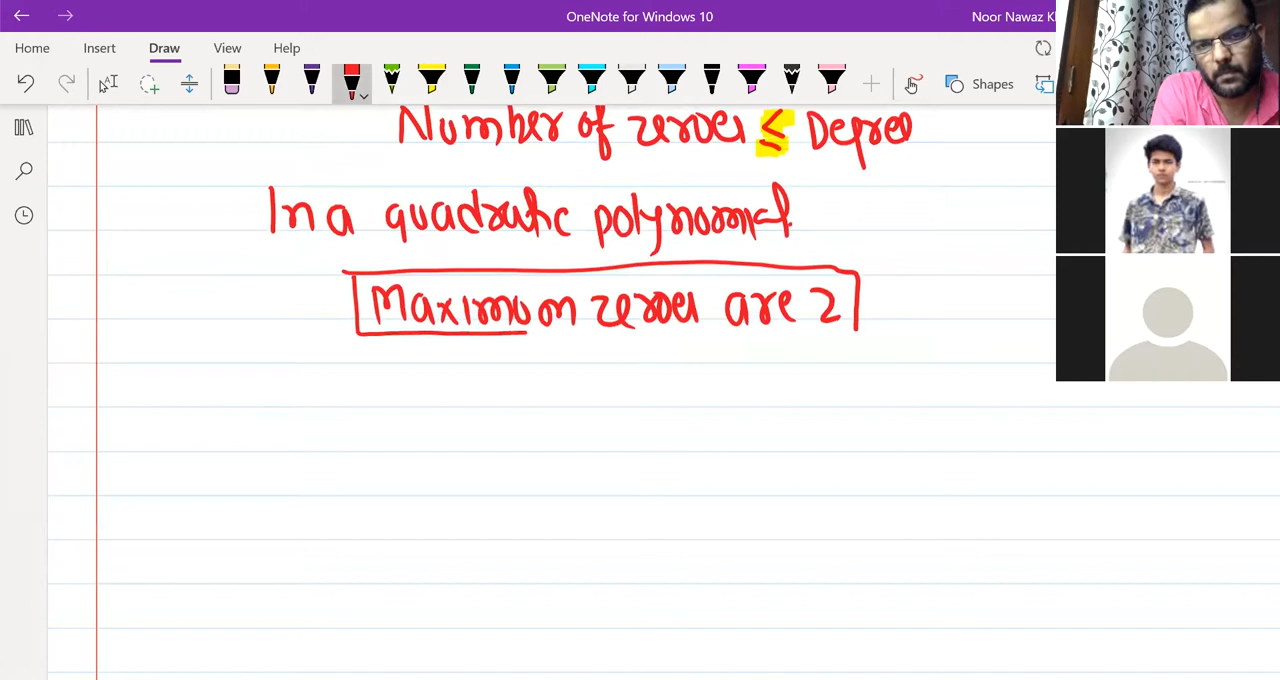 OneNote for Windows 10
Noor Nawaz Kh
Home Insert Draw View Help
Shapes
Number of zeroes ≤ Degree
In a quadratic polynomial
Maximum zeroes are 2